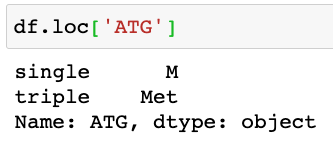 df.loc['ATG']
single      M
triple    Met
Name: ATG, dtype: object